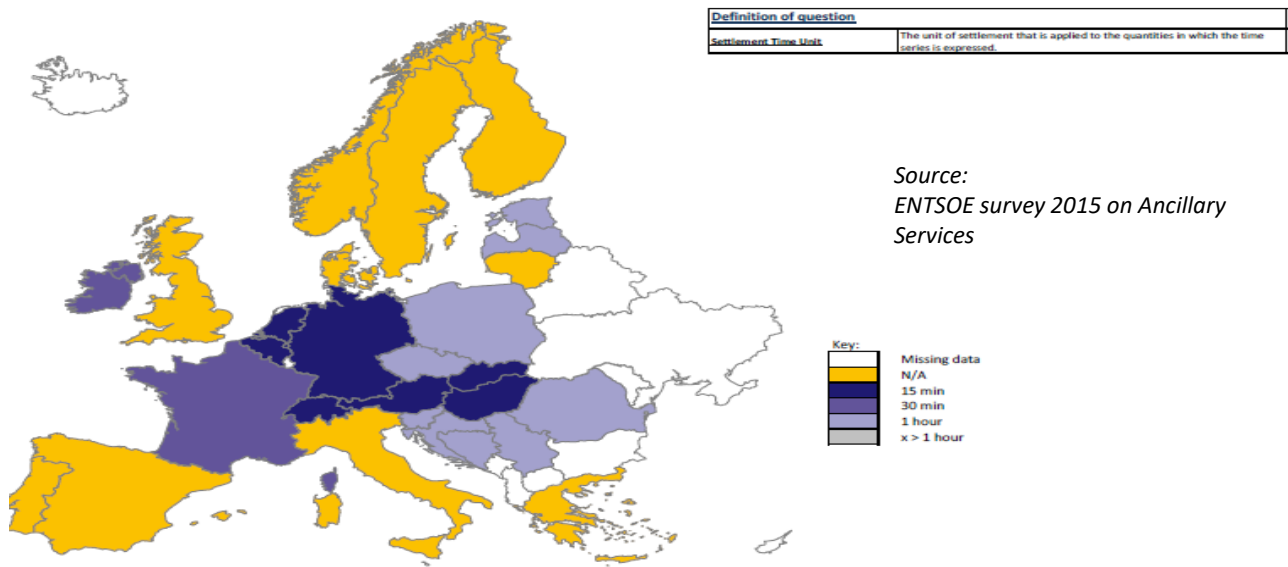 Definition of question
Settlement Time Unit
The unit of settlement that is applied to the quantities in which the time
series is expressed.
Source:
ENTSOE survey 2015 on Ancillary
Services
Key:
Missing data
N/A
15 min
30 min
1 hour
x > 1 hour